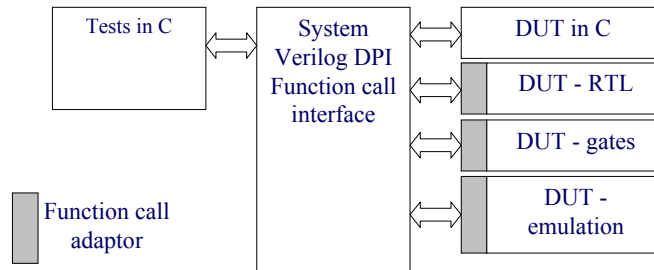 Tests in C
System
Verilog DPI
Function call
interface
DUT in C
DUT - RTL
DUT - gates
DUT -
emulation
Function call
adaptor